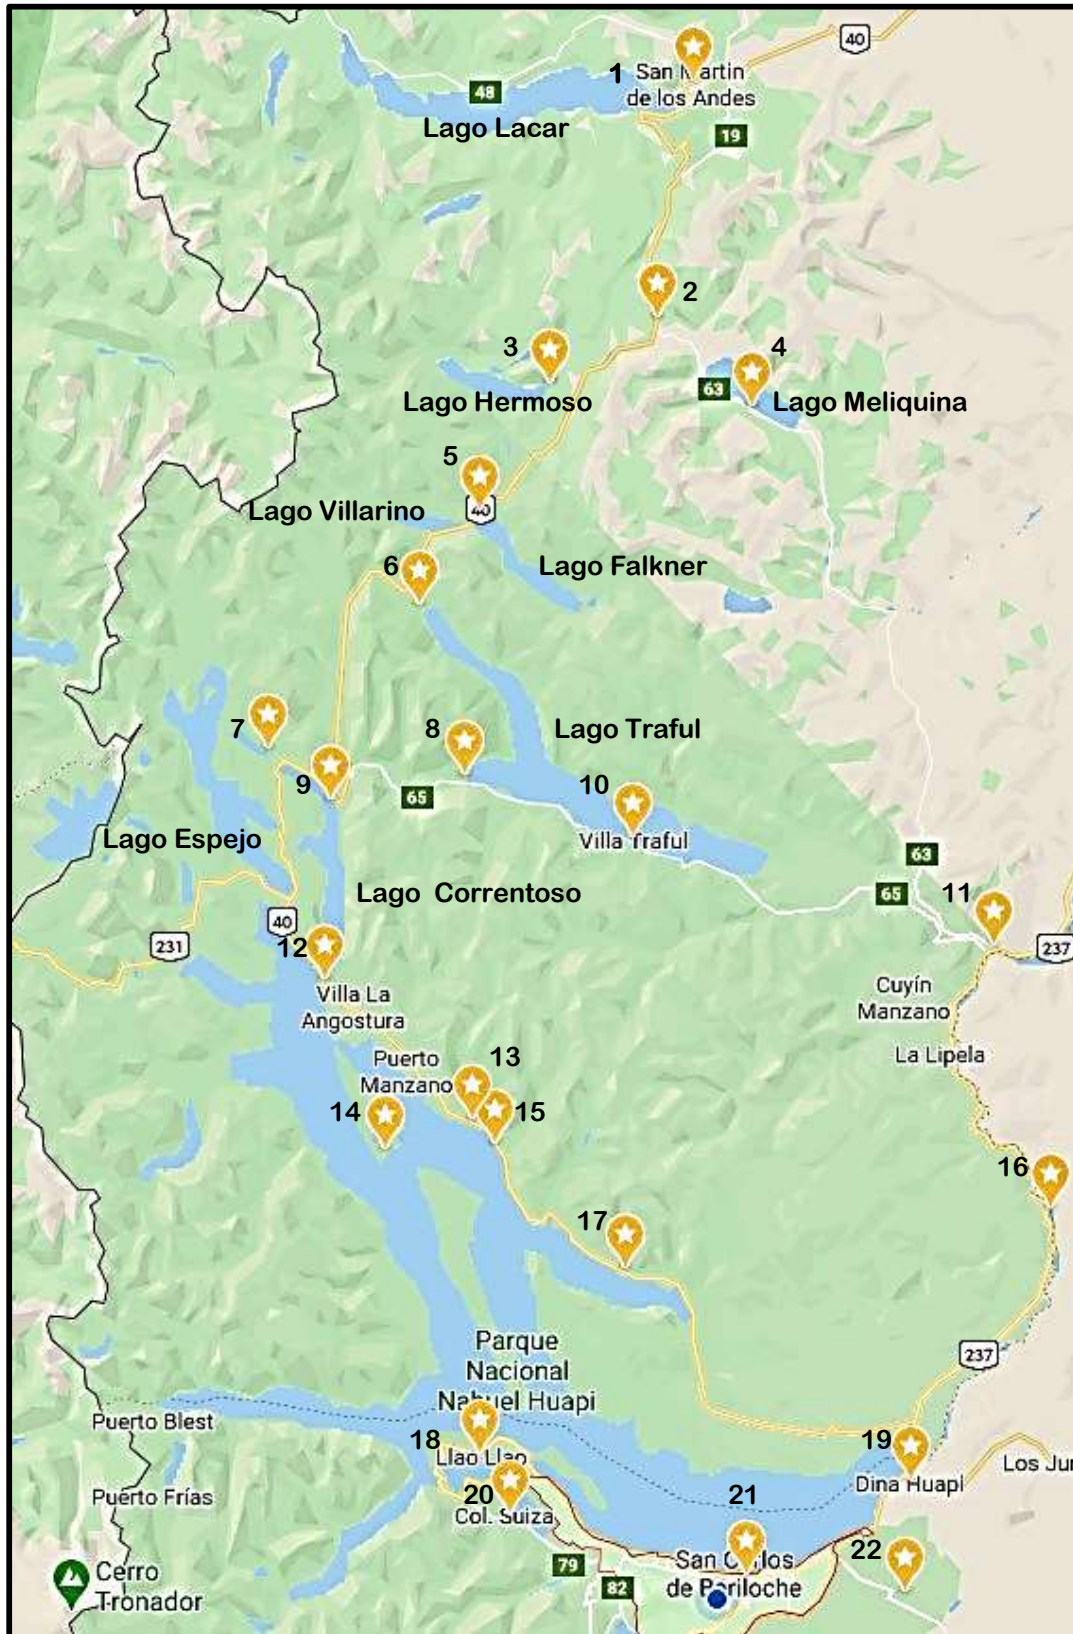 40
1
San Martin
de los Andes
48
Lago Lacar
19
2
3
4
63
Lago Hermoso
Lago Meliquina
5
Lago Villarino
40
6
Lago Falkner
7
8
Lago Traful
9
10
65
Villa Traful
Lago Espejo
63
65
11
Lago Correntoso
40
12
231
237
Villa La
Angostura
Cuyín
Manzano
Puerto
Manzano
13
La Lipela
14
15
16
17
Parque
Nacional
Nahuel Huapi
237
Puerto Blest
18
Llao Llao
19
Dina Huapi
Los Jun
Puerto Frías
20
Col. Suiza
21
22
San Carlos
de Bariloche
79
82
Cerro
Tronador